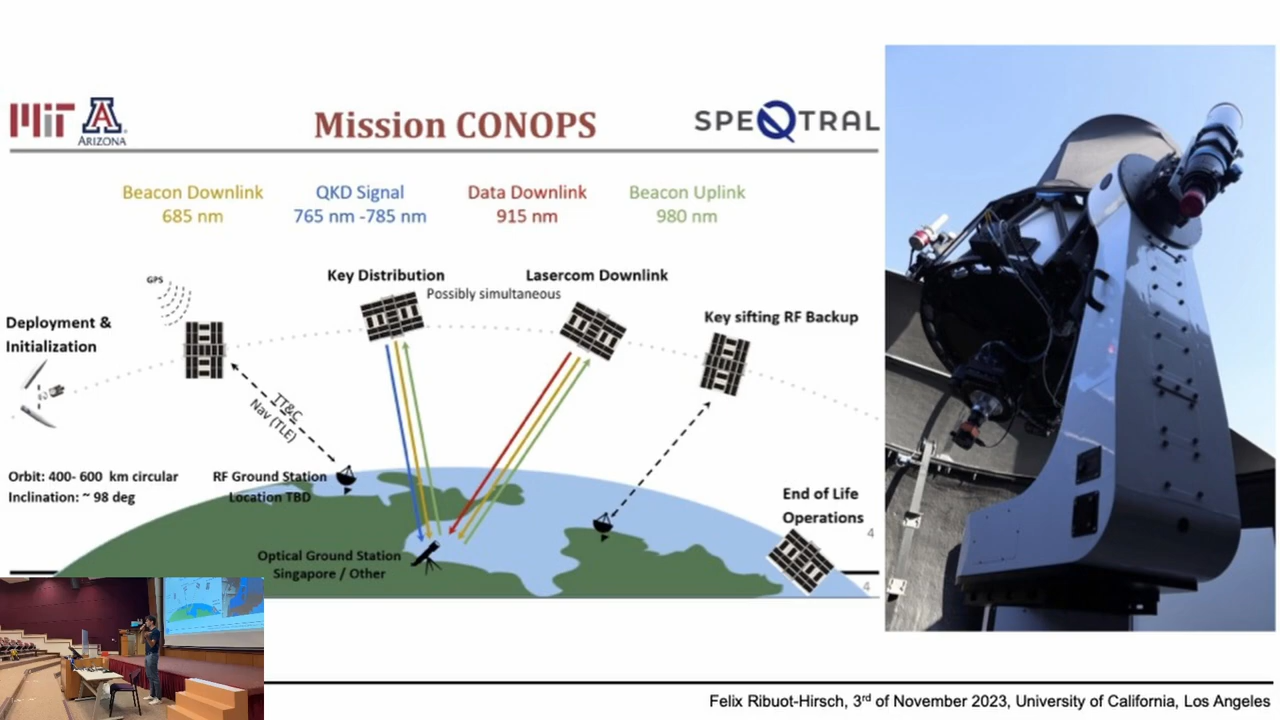 MIT
A
ARIZONA
Mission CONOPS
SPEQTRAL
Beacon Downlink
685 nm
QKD Signal
765 nm -785 nm
Data Downlink
915 nm
Beacon Uplink
980 nm
GPS
Key Distribution
Lasercom Downlink
Possibly simultaneous
Deployment &
Initialization
Key sifting RF Backup
TT&C
Nav (TLE)
Orbit: 400- 600 km circular
Inclination: ~ 98 deg
RF Ground Station
Location TBD
End of Life
Operations
4
Optical Ground Station
Singapore / Other
4
Felix Ribuot-Hirsch, 3rd of November 2023, University of California, Los Angeles